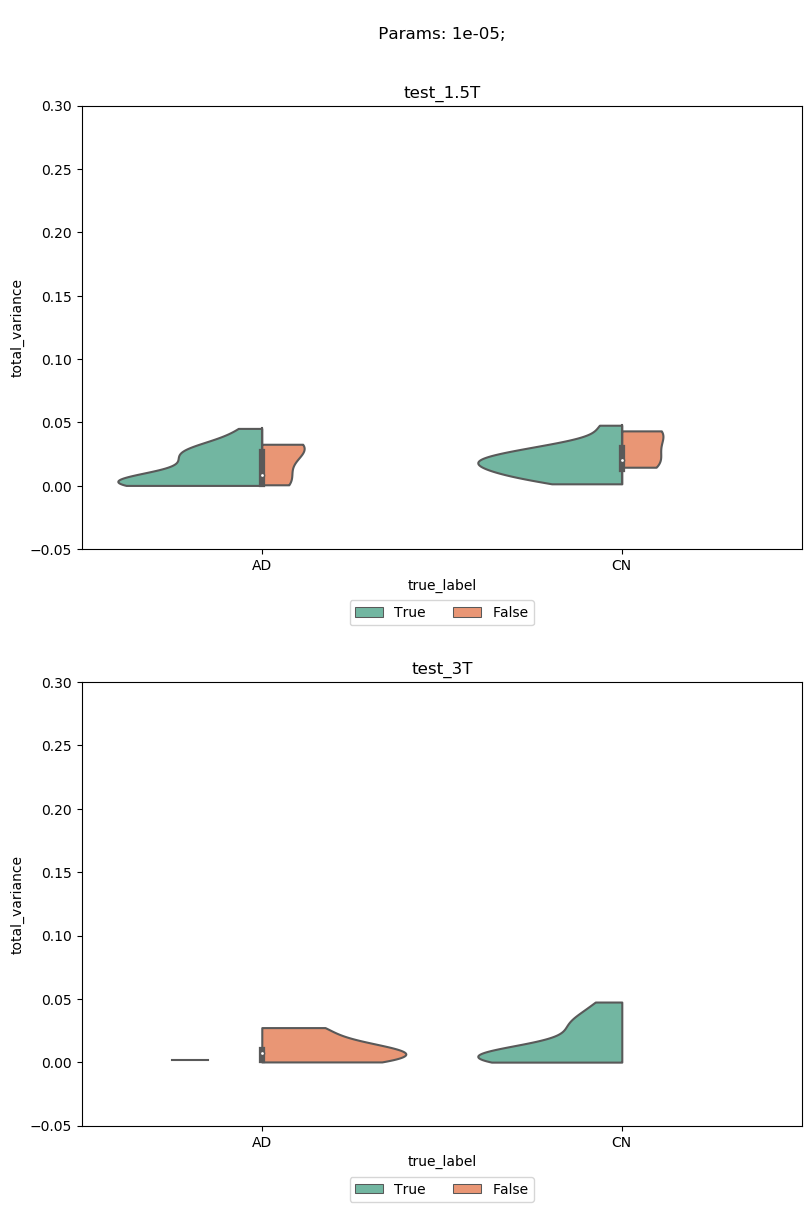 Params: 1e-05;
test_1.5T
0.30
0.25
0.20
0.15
0.10
0.05
0.00
−0.05
total_variance
AD CN
true_label
True False
test_3T
0.30
0.25
0.20
0.15
0.10
0.05
0.00
−0.05
total_variance
AD CN
true_label
True False